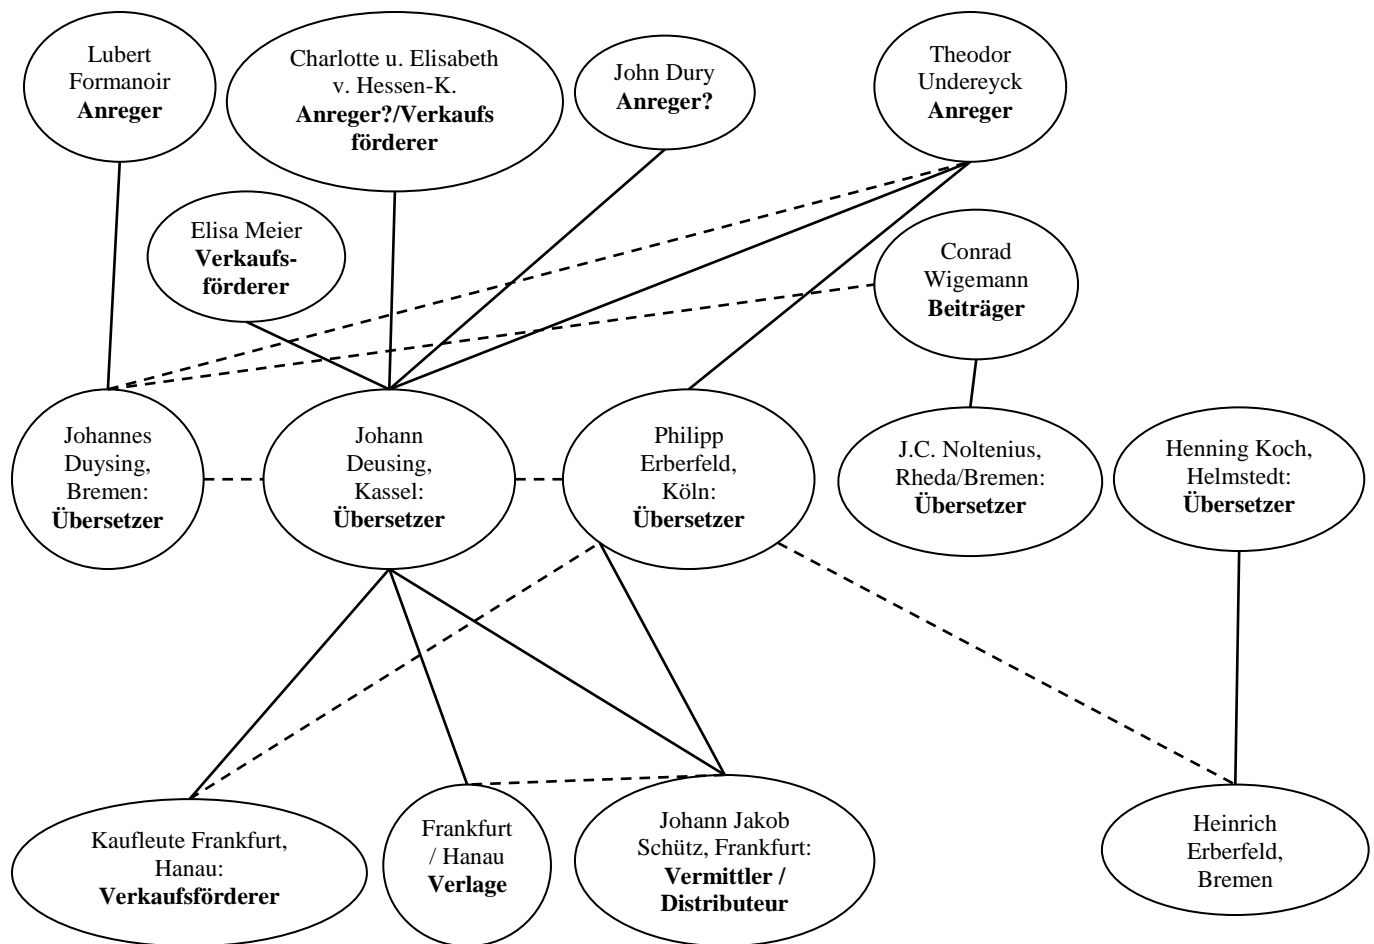 Lubert
Formanoir
Anreger
Charlotte u. Elisabeth
v. Hessen-K.
Anreger?/Verkaufs
förderer
John Dury
Anreger?
Theodor
Undereyck
Anreger
Elisa Meier
Verkaufs-
förderer
Conrad
Wigemann
Beiträger
Johannes
Duysing,
Bremen:
Übersetzer
Johann
Deusing,
Kassel:
Übersetzer
Philipp
Erberfeld,
Köln:
Übersetzer
J.C. Noltenius,
Rheda/Bremen:
Übersetzer
Henning Koch,
Helmstedt:
Übersetzer
Kaufleute Frankfurt,
Hanau:
Verkaufsförderer
Frankfurt
/ Hanau
Verlage
Johann Jakob
Schütz, Frankfurt:
Vermittler /
Distributeur
Heinrich
Erberfeld,
Bremen